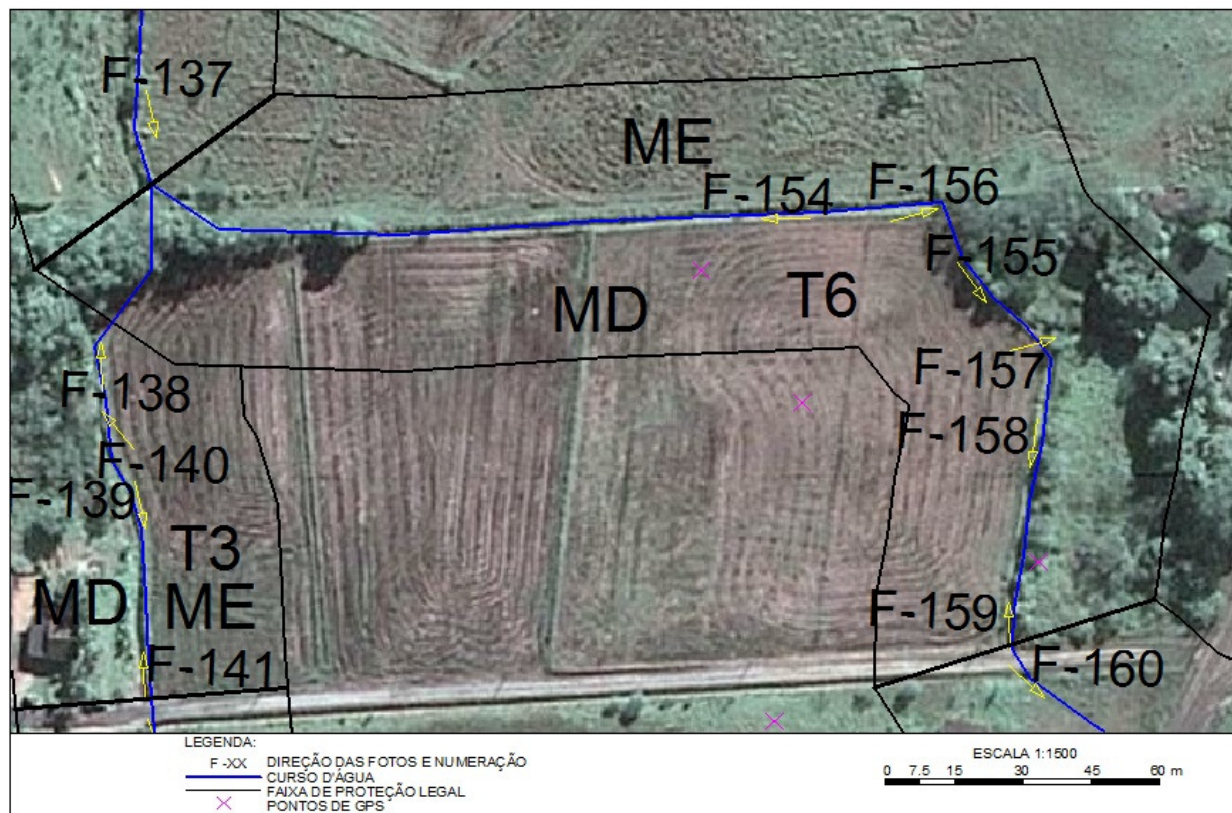 F-137
ME
F-154
F-156
F-155
MD
T6
F-138
F-157
F-140
F-158
F-139
T3
MD
ME
F-159
F-141
F-160
LEGENDA:
F -XX DIREÇÃO DAS FOTOS E NUMERAÇÃO
CURSO D'ÁGUA
FAIXA DE PROTEÇÃO LEGAL
PONTOS DE GPS
ESCALA 1:1500
0 7.5 15 30 45 60 m